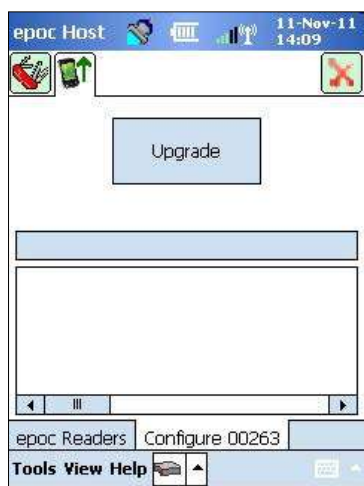 epoc Host 11-Nov-11
14:09
Upgrade
epoc Readers Configure 00263
Tools View Help